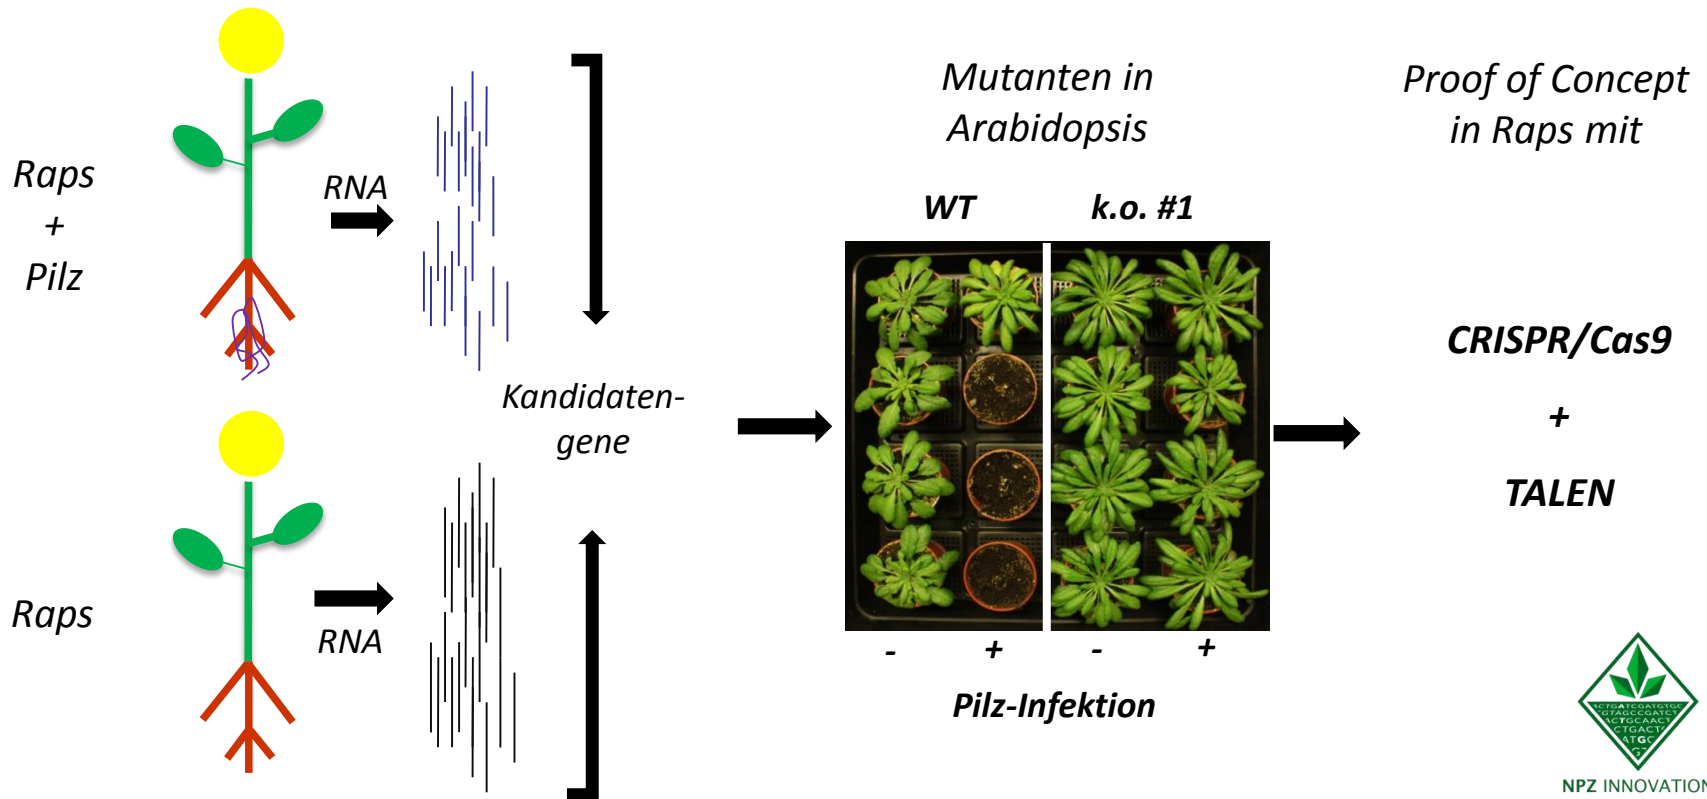 Raps
+
Pilz
RNA
Raps
RNA
Kandidaten-
gene
Mutanten in
Arabidopsis
WT k.o. #1
- + - +
Pilz-Infektion
Proof of Concept
in Raps mit
CRISPR/Cas9
+
TALEN
NPZ INNOVATION